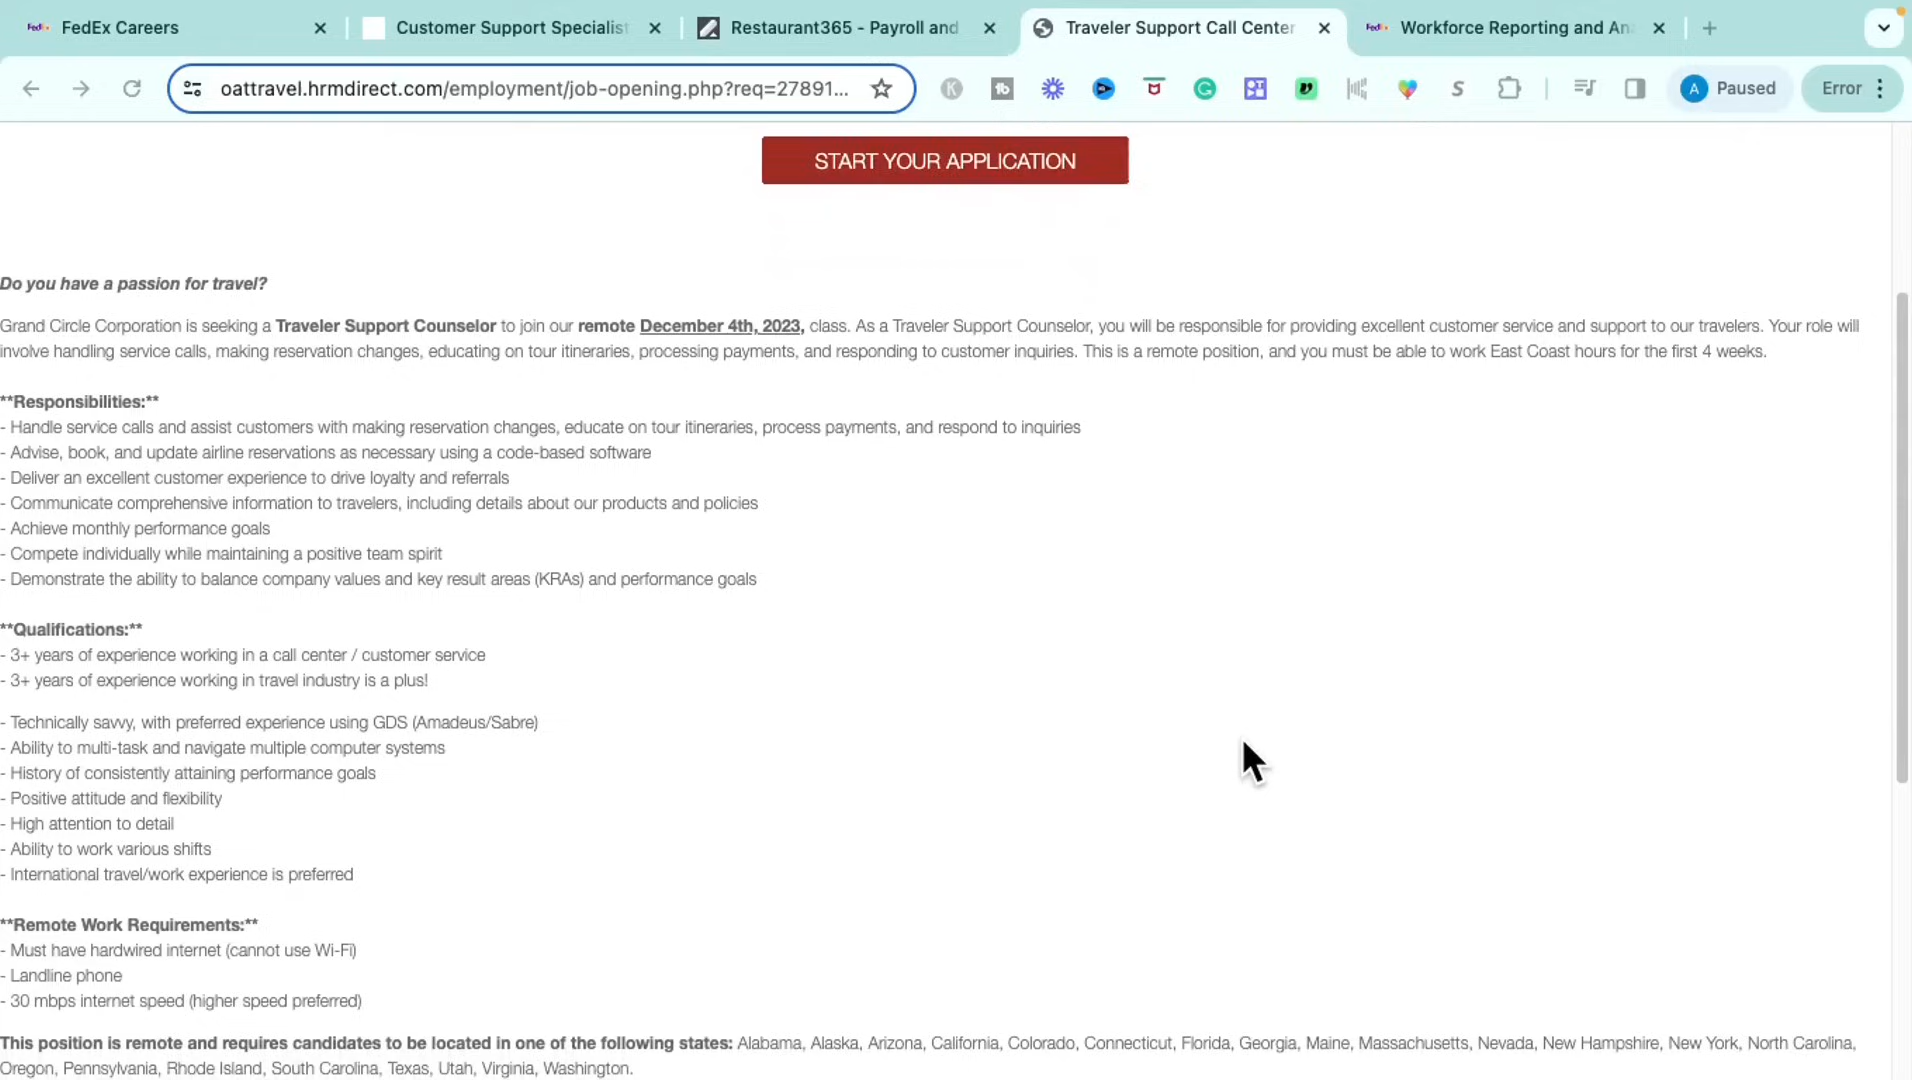 FedEx Careers
Customer Support Specialist
Restaurant365 - Payroll and
Traveler Support Call Center
Workforce Reporting and An
oattravel.hrmdirect.com/employment/job-opening.php?req=27891...
Paused
Error
START YOUR APPLICATION
Do you have a passion for travel?
Grand Circle Corporation is seeking a Traveler Support Counselor to join our remote December 4th, 2023, class. As a Traveler Support Counselor, you will be responsible for providing excellent customer service and support to our travelers. Your role will
involve handling service calls, making reservation changes, educating on tour itineraries, processing payments, and responding to customer inquiries. This is a remote position, and you must be able to work East Coast hours for the first 4 weeks.
**Responsibilities:**
- Handle service calls and assist customers with making reservation changes, educate on tour itineraries, process payments, and respond to inquiries
- Advise, book, and update airline reservations as necessary using a code-based software
- Deliver an excellent customer experience to drive loyalty and referrals
- Communicate comprehensive information to travelers, including details about our products and policies
- Achieve monthly performance goals
- Compete individually while maintaining a positive team spirit
- Demonstrate the ability to balance company values and key result areas (KRAs) and performance goals
**Qualifications:**
- 3+ years of experience working in a call center / customer service
- 3+ years of experience working in travel industry is a plus!
- Technically savvy, with preferred experience using GDS (Amadeus/Sabre)
- Ability to multi-task and navigate multiple computer systems
- History of consistently attaining performance goals
- Positive attitude and flexibility
- High attention to detail
- Ability to work various shifts
- International travel/work experience is preferred
**Remote Work Requirements:**
- Must have hardwired internet (cannot use Wi-Fi)
- Landline phone
- 30 mbps internet speed (higher speed preferred)
This position is remote and requires candidates to be located in one of the following states: Alabama, Alaska, Arizona, California, Colorado, Connecticut, Florida, Georgia, Maine, Massachusetts, Nevada, New Hampshire, New York, North Carolina,
Oregon, Pennsylvania, Rhode Island, South Carolina, Texas, Utah, Virginia, Washington.